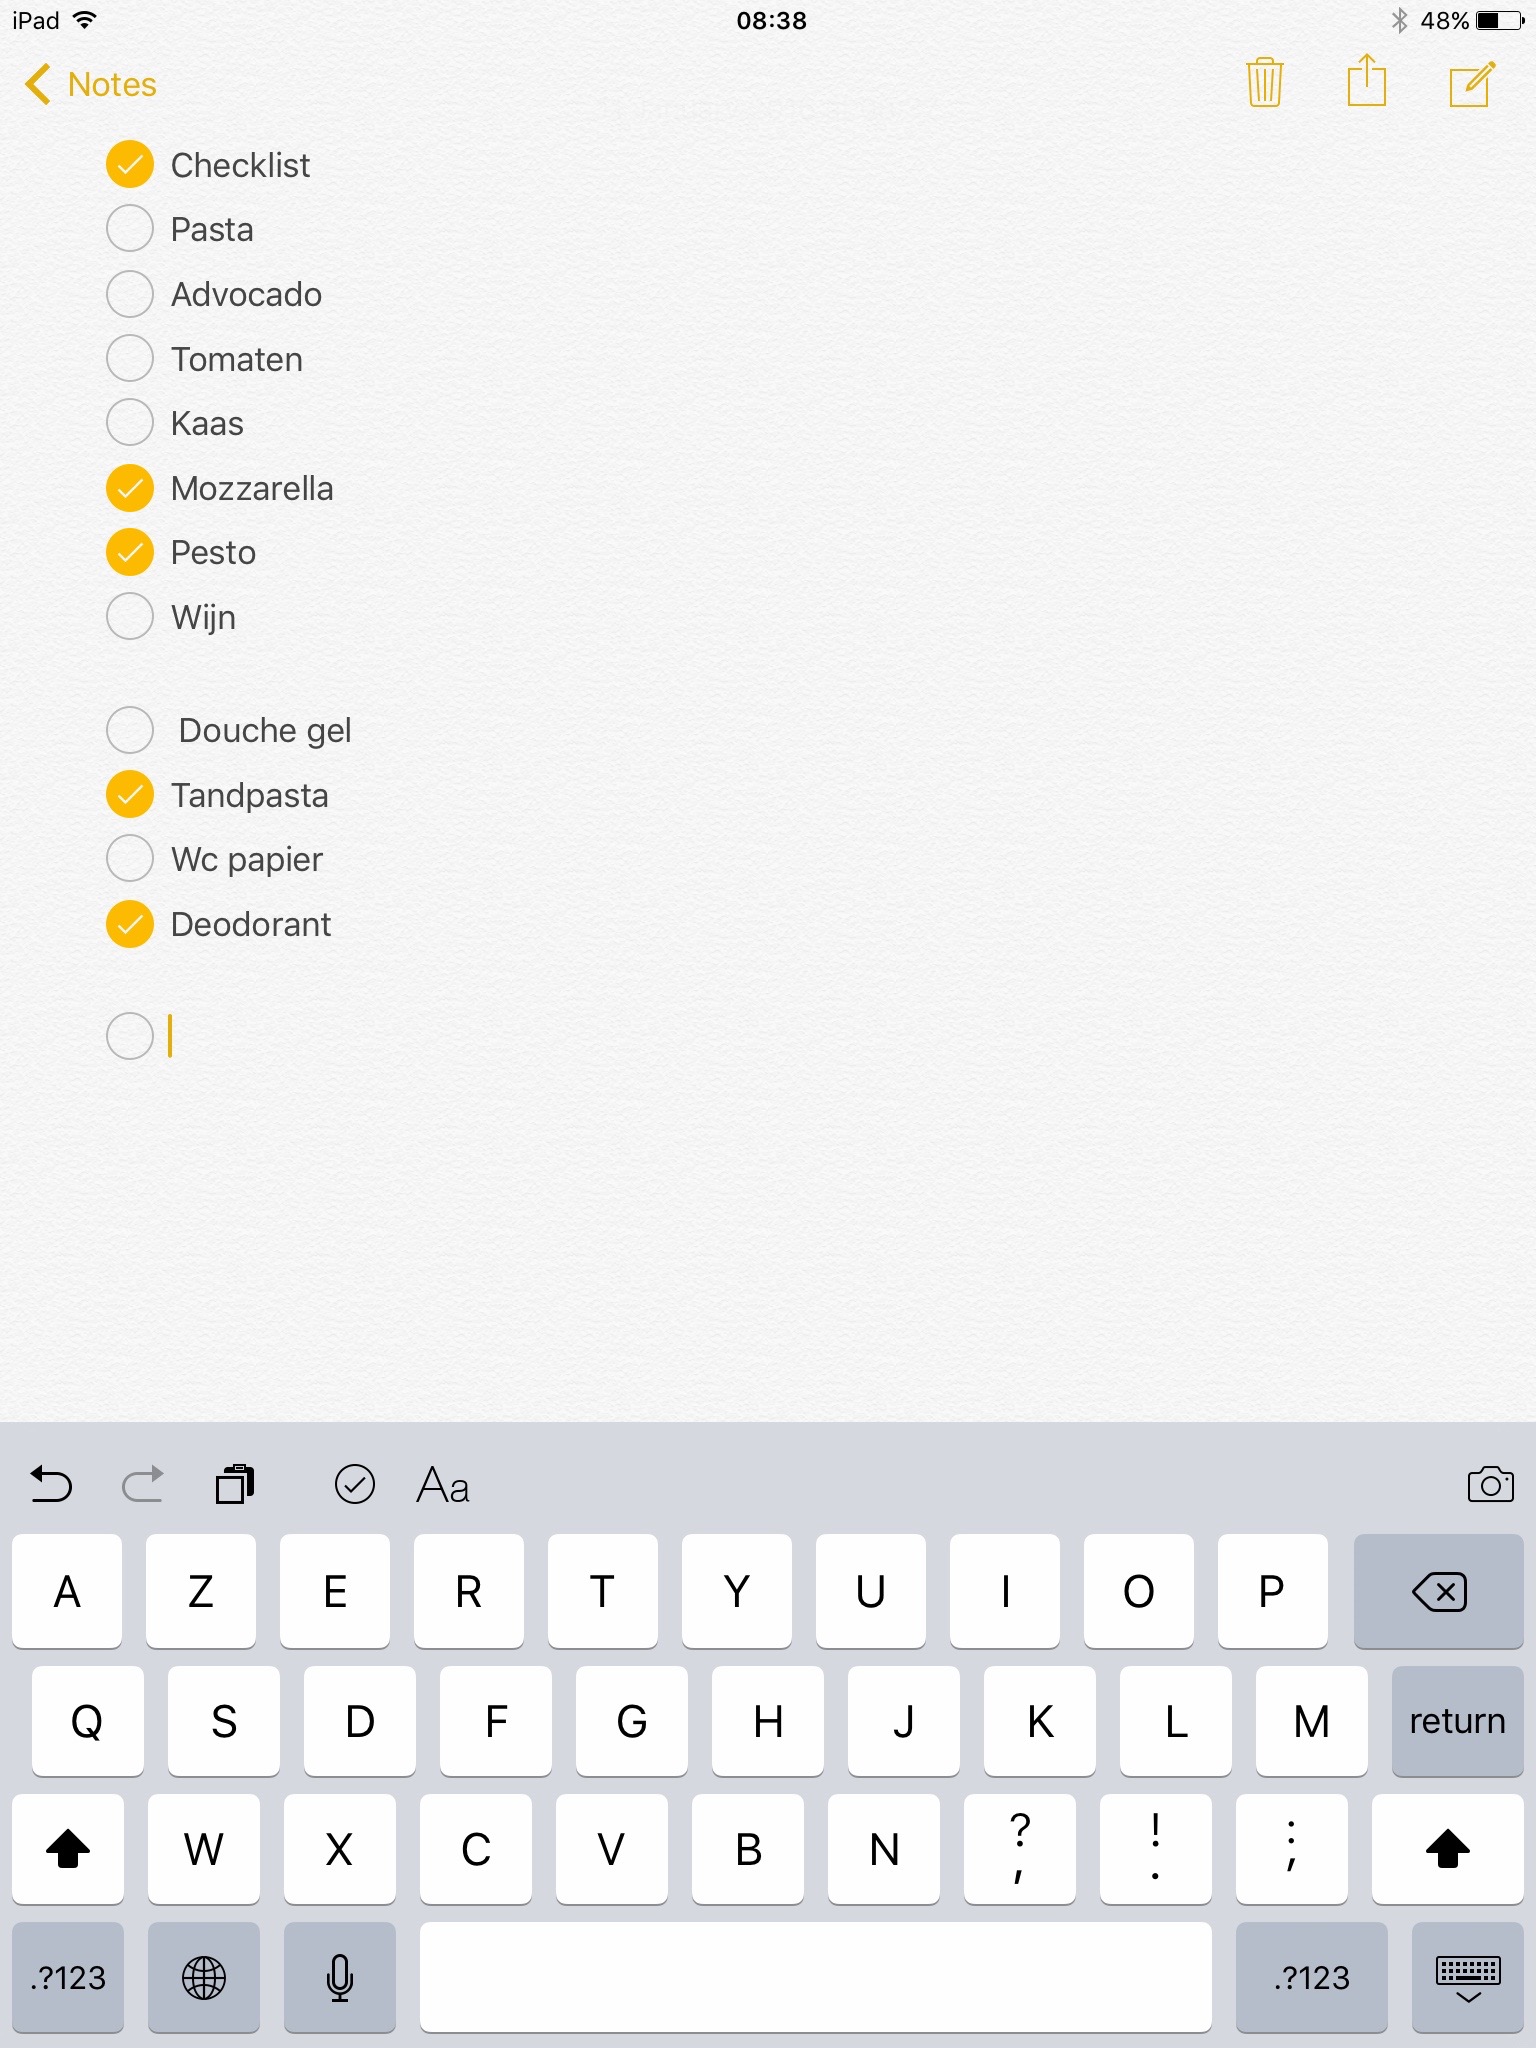 iPad 08:38 48%
Notes
Checklist
Pasta
Advocado
Tomaten
Kaas
Mozzarella
Pesto
Wijn
Douche gel
Tandpasta
Wc papier
Deodorant
Aa
A Z E R T Y U I O P
Q S D F G H J K L M return
W X C V B N ? , ! . : ;
.?123 .?123